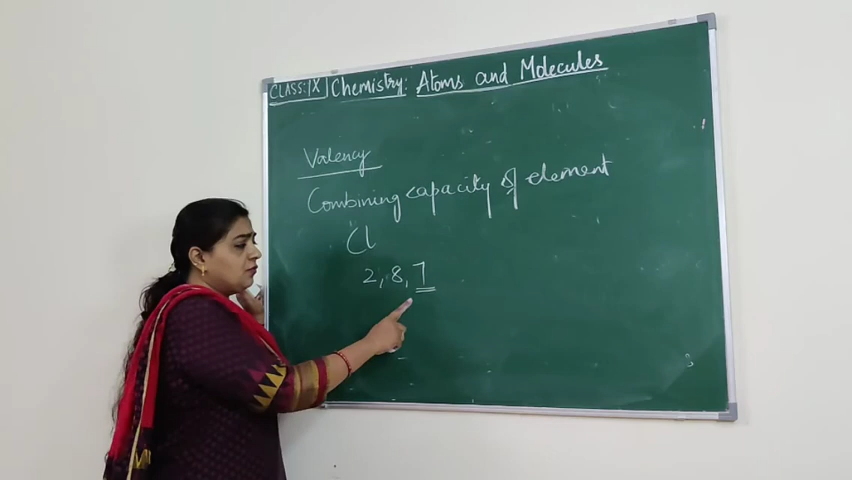 CLASS:IX Chemistry: Atoms and Molecules
Valency
Combining capacity of element
Cl
2,8,7